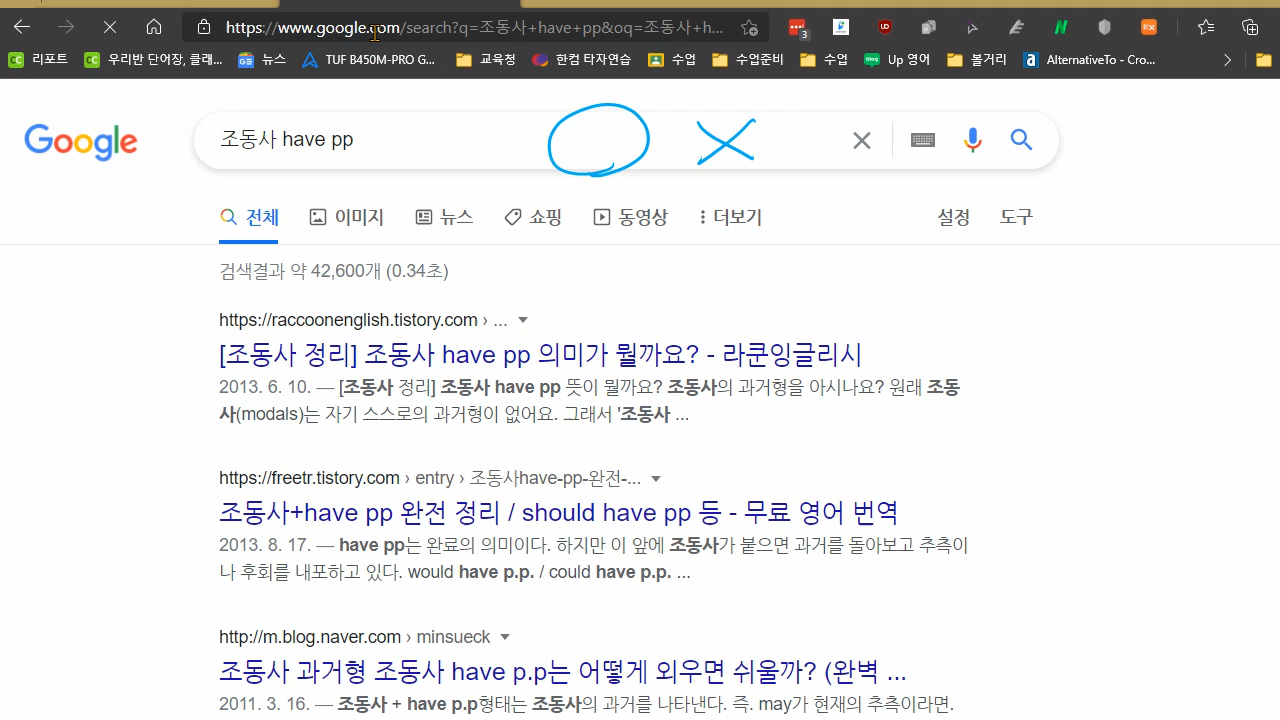 https://www.google.com/search?q=조동사+have+pp&oq=조동사+h...
3
리포트 우리반 단어장, 클래... 뉴스 TUF B450M-PRO G... 교육청 한컴 타자연습 수업 수업준비 수업 Up 영어 볼거리 AlternativeTo - Cro...
Google
조동사 have pp
전체 이미지 뉴스 쇼핑 동영상 더보기 설정 도구
검색결과 약 42,600개 (0.34초)
https://raccoonenglish.tistory.com › ...
[조동사 정리] 조동사 have pp 의미가 뭘까요? - 라쿤잉글리시
2013. 6. 10. — [조동사 정리] 조동사 have pp 뜻이 뭘까요? 조동사의 과거형을 아시나요? 원래 조동
사(modals)는 자기 스스로의 과거형이 없어요. 그래서 '조동사 ...
https://freetr.tistory.com › entry › 조동사have-pp-완전-...
조동사+have pp 완전 정리 / should have pp 등 - 무료 영어 번역
2013. 8. 17. — have pp는 완료의 의미이다. 하지만 이 앞에 조동사가 붙으면 과거를 돌아보고 추측이
나 후회를 내포하고 있다. would have p.p. / could have p.p. ...
http://m.blog.naver.com › minsueck
조동사 과거형 조동사 have p.p는 어떻게 외우면 쉬울까? (완벽 ...
2011. 3. 16. — 조동사 + have p.p형태는 조동사의 과거를 나타낸다. 즉. may가 현재의 추측이라면.